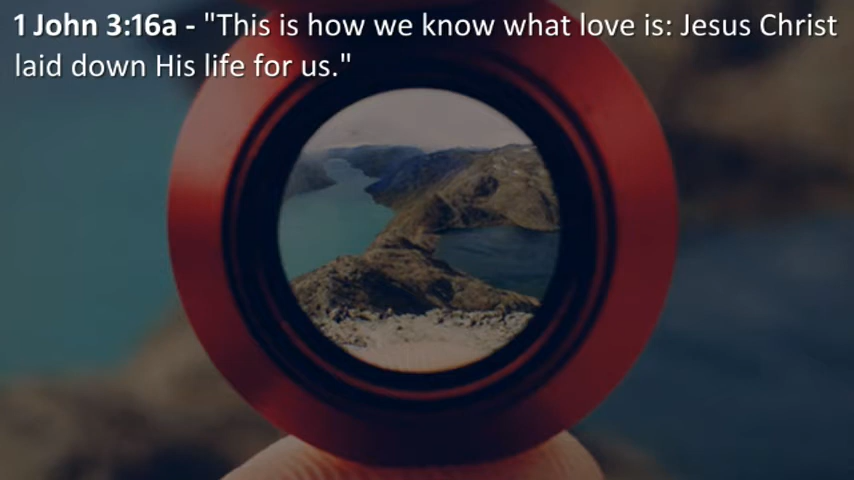 1 John 3:16a - "This is how we know what love is: Jesus Christ
laid down His life for us."